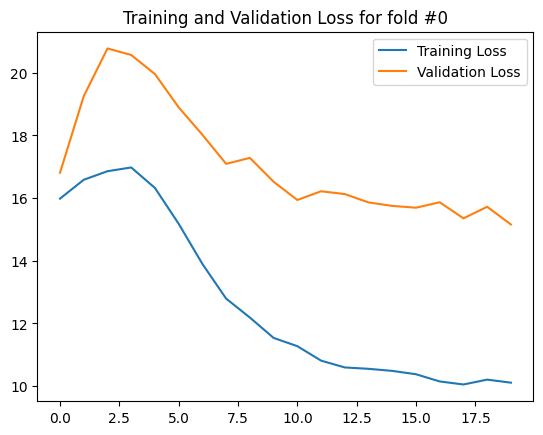 Training and Validation Loss for fold #0
Training Loss
Validation Loss
20
18
16
14
12
10
0.0 2.5 5.0 7.5 10.0 12.5 15.0 17.5